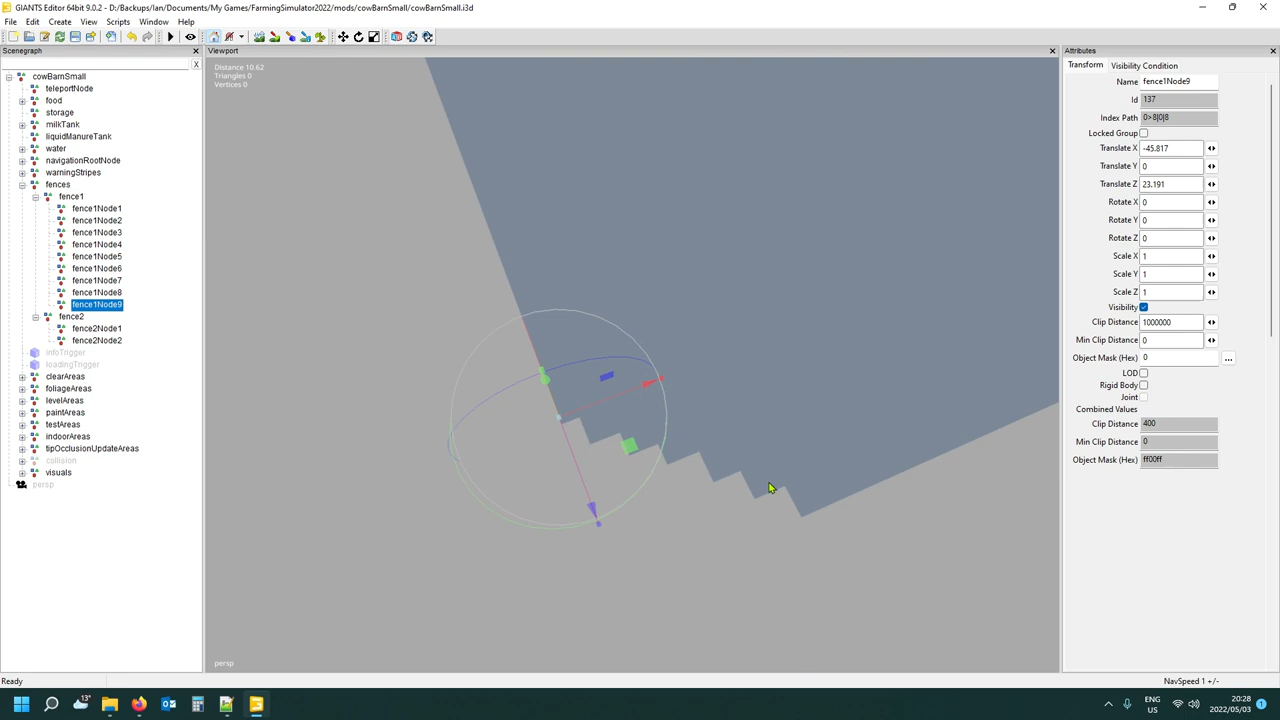 GIANTS Editor 64bit 9.0.2 - D:/Backups/Ian/Documents/My Games/FarmingSimulator2022/mods/cowBarnSmall/cowBarnSmall.i3d
File Edit Create View Scripts Window Help
Scenegraph
X
cowBarnSmall
teleportNode
food
storage
milkTank
liquidManureTank
water
navigationRootNode
warningStripes
fences
fence1
fence1Node1
fence1Node2
fence1Node3
fence1Node4
fence1Node5
fence1Node6
fence1Node7
fence1Node8
fence1Node9
fence2
fence2Node1
fence2Node2
infoTrigger
loadingTrigger
clearAreas
foliageAreas
levelAreas
paintAreas
testAreas
indoorAreas
tipOcclusionUpdateAreas
collision
visuals
persp
Viewport
Distance 10.62
Triangles 0
Vertices 0
persp
Attributes
Transform Visibility Condition
Name fence1Node9
Id 137
Index Path 0>8|0|8
Locked Group
Translate X -45.817
Translate Y 0
Translate Z 23.191
Rotate X 0
Rotate Y 0
Rotate Z 0
Scale X 1
Scale Y 1
Scale Z 1
Visibility
Clip Distance 1000000
Min Clip Distance 0
Object Mask (Hex) 0 ...
LOD
Rigid Body
Joint
Combined Values
Clip Distance 400
Min Clip Distance 0
Object Mask (Hex) ff00ff
Ready NavSpeed 1 +/-
13°
ENG
US
20:28
2022/05/03